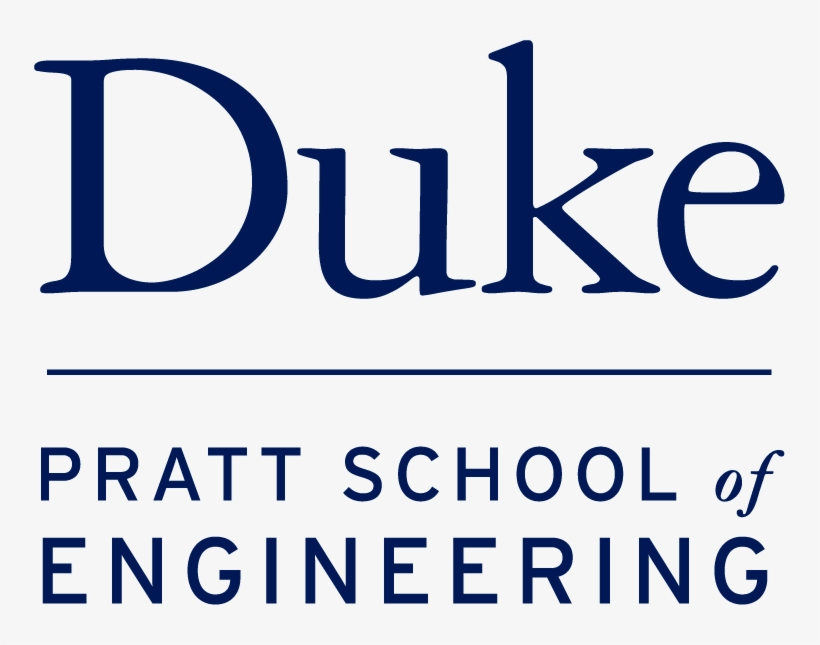 Duke
PRATT SCHOOL of
ENGINEERING